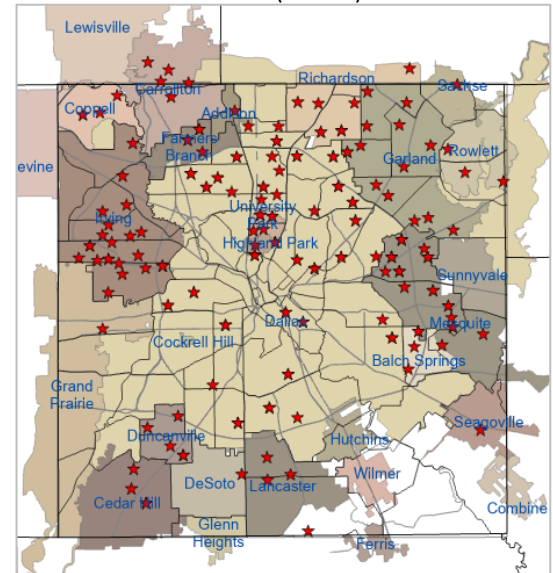 Lewisville
Richardson
Sachse
Carrollton
Coppell
Addison
Farmers
Branch
Garland
Rowlett
evine
University
Park
Irving
Highland Park
Sunnyvale
Dallas
Mesquite
Cockrell Hill
Balch Springs
Grand
Prairie
Seagoville
Duncanville
Hutchins
Wilmer
DeSoto
Lancaster
Cedar Hill
Combine
Glenn
Heights
Ferris